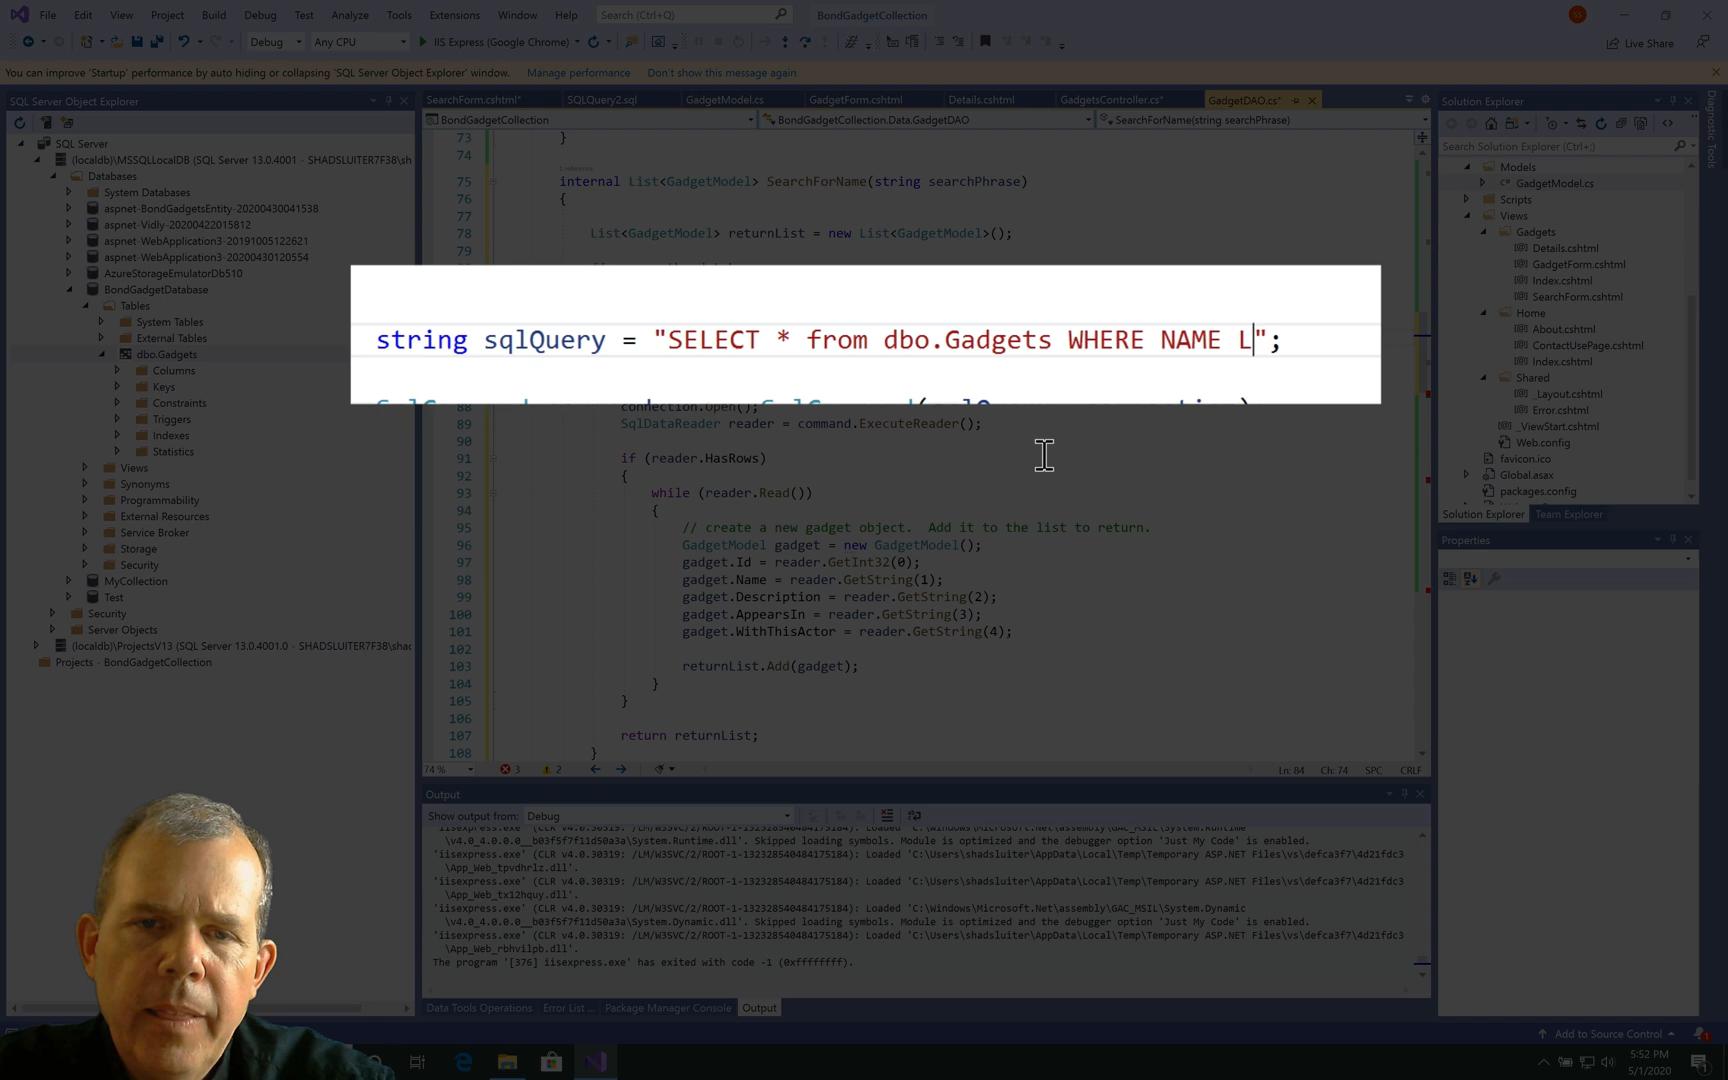 File Edit View Project Build Debug Test Analyze Tools Extensions Window Help Search (Ctrl+Q) BondGadgetCollection SS
Debug Any CPU IIS Express (Google Chrome) Live Share
You can improve 'Startup' performance by auto hiding or collapsing 'SQL Server Object Explorer' window. Manage performance Don't show this message again
SQL Server Object Explorer
SQL Server
(localdb)\MSSQLLocalDB (SQL Server 13.0.4001 - SHADSLUITER7F38\sh
Databases
System Databases
aspnet-BondGadgetsEntity-20200430041538
aspnet-Vidly-20200422015812
aspnet-WebApplication3-20191005122621
aspnet-WebApplication3-20200430120554
AzureStorageEmulatorDb510
BondGadgetDatabase
Tables
System Tables
External Tables
dbo.Gadgets
Columns
Keys
Constraints
Triggers
Indexes
Statistics
Views
Synonyms
Programmability
External Resources
Service Broker
Storage
Security
MyCollection
Test
Security
Server Objects
(localdb)\ProjectsV13 (SQL Server 13.0.4001.0 - SHADSLUITER7F38\shac
Projects - BondGadgetCollection
SearchForm.cshtml* SQLQuery2.sql GadgetModel.cs GadgetForm.cshtml Details.cshtml GadgetsController.cs* GadgetDAO.cs*
BondGadgetCollection BondGadgetCollection.Data.GadgetDAO SearchForName(string searchPhrase)
73 }
74
75 internal List<GadgetModel> SearchForName(string searchPhrase)
76 {
77
78 List<GadgetModel> returnList = new List<GadgetModel>();
79
string sqlQuery = "SELECT * from dbo.Gadgets WHERE NAME L";
88 connection.Open();
89 SqlDataReader reader = command.ExecuteReader();
90
91 if (reader.HasRows)
92 {
93 while (reader.Read())
94 {
95 // create a new gadget object. Add it to the list to return.
96 GadgetModel gadget = new GadgetModel();
97 gadget.Id = reader.GetInt32(0);
98 gadget.Name = reader.GetString(1);
99 gadget.Description = reader.GetString(2);
100 gadget.AppearsIn = reader.GetString(3);
101 gadget.WithThisActor = reader.GetString(4);
102
103 returnList.Add(gadget);
104 }
105 }
106
107 return returnList;
108 }
74 % 3 2 Ln: 84 Ch: 74 SPC CRLF
Output
Show output from: Debug
'iisexpress.exe' (CLR v4.0.30319: /LM/W3SVC/2/ROOT-1-132328540484175184): Loaded 'C:\Windows\Microsoft.Net\assembly\GAC_MSIL\System.Runtime
\v4.0_4.0.0.0__b03f5f7f11d50a3a\System.Runtime.dll'. Skipped loading symbols. Module is optimized and the debugger option 'Just My Code' is enabled.
'iisexpress.exe' (CLR v4.0.30319: /LM/W3SVC/2/ROOT-1-132328540484175184): Loaded 'C:\Users\shadsluiter\AppData\Local\Temp\Temporary ASP.NET Files\vs\defca3f7\4d21fdc3
\App_Web_tpvdhrlz.dll'.
'iisexpress.exe' (CLR v4.0.30319: /LM/W3SVC/2/ROOT-1-132328540484175184): Loaded 'C:\Users\shadsluiter\AppData\Local\Temp\Temporary ASP.NET Files\vs\defca3f7\4d21fdc3
\App_Web_tx12hquy.dll'.
'iisexpress.exe' (CLR v4.0.30319: /LM/W3SVC/2/ROOT-1-132328540484175184): Loaded 'C:\Windows\Microsoft.Net\assembly\GAC_MSIL\System.Dynamic
\v4.0_4.0.0.0__b03f5f7f11d50a3a\System.Dynamic.dll'. Skipped loading symbols. Module is optimized and the debugger option 'Just My Code' is enabled.
'iisexpress.exe' (CLR v4.0.30319: /LM/W3SVC/2/ROOT-1-132328540484175184): Loaded 'C:\Users\shadsluiter\AppData\Local\Temp\Temporary ASP.NET Files\vs\defca3f7\4d21fdc3
\App_Web_rbhvilpb.dll'.
The program '[376] iisexpress.exe' has exited with code -1 (0xffffffff).
Data Tools Operations Error List ... Package Manager Console Output
Solution Explorer
Search Solution Explorer (Ctrl+;)
Models
GadgetModel.cs
Scripts
Views
Gadgets
Details.cshtml
GadgetForm.cshtml
Index.cshtml
SearchForm.cshtml
Home
About.cshtml
ContactUsePage.cshtml
Index.cshtml
Shared
_Layout.cshtml
Error.cshtml
_ViewStart.cshtml
Web.config
favicon.ico
Global.asax
packages.config
Solution Explorer Team Explorer
Properties
Diagnostic Tools
Add to Source Control
5:52 PM
5/1/2020